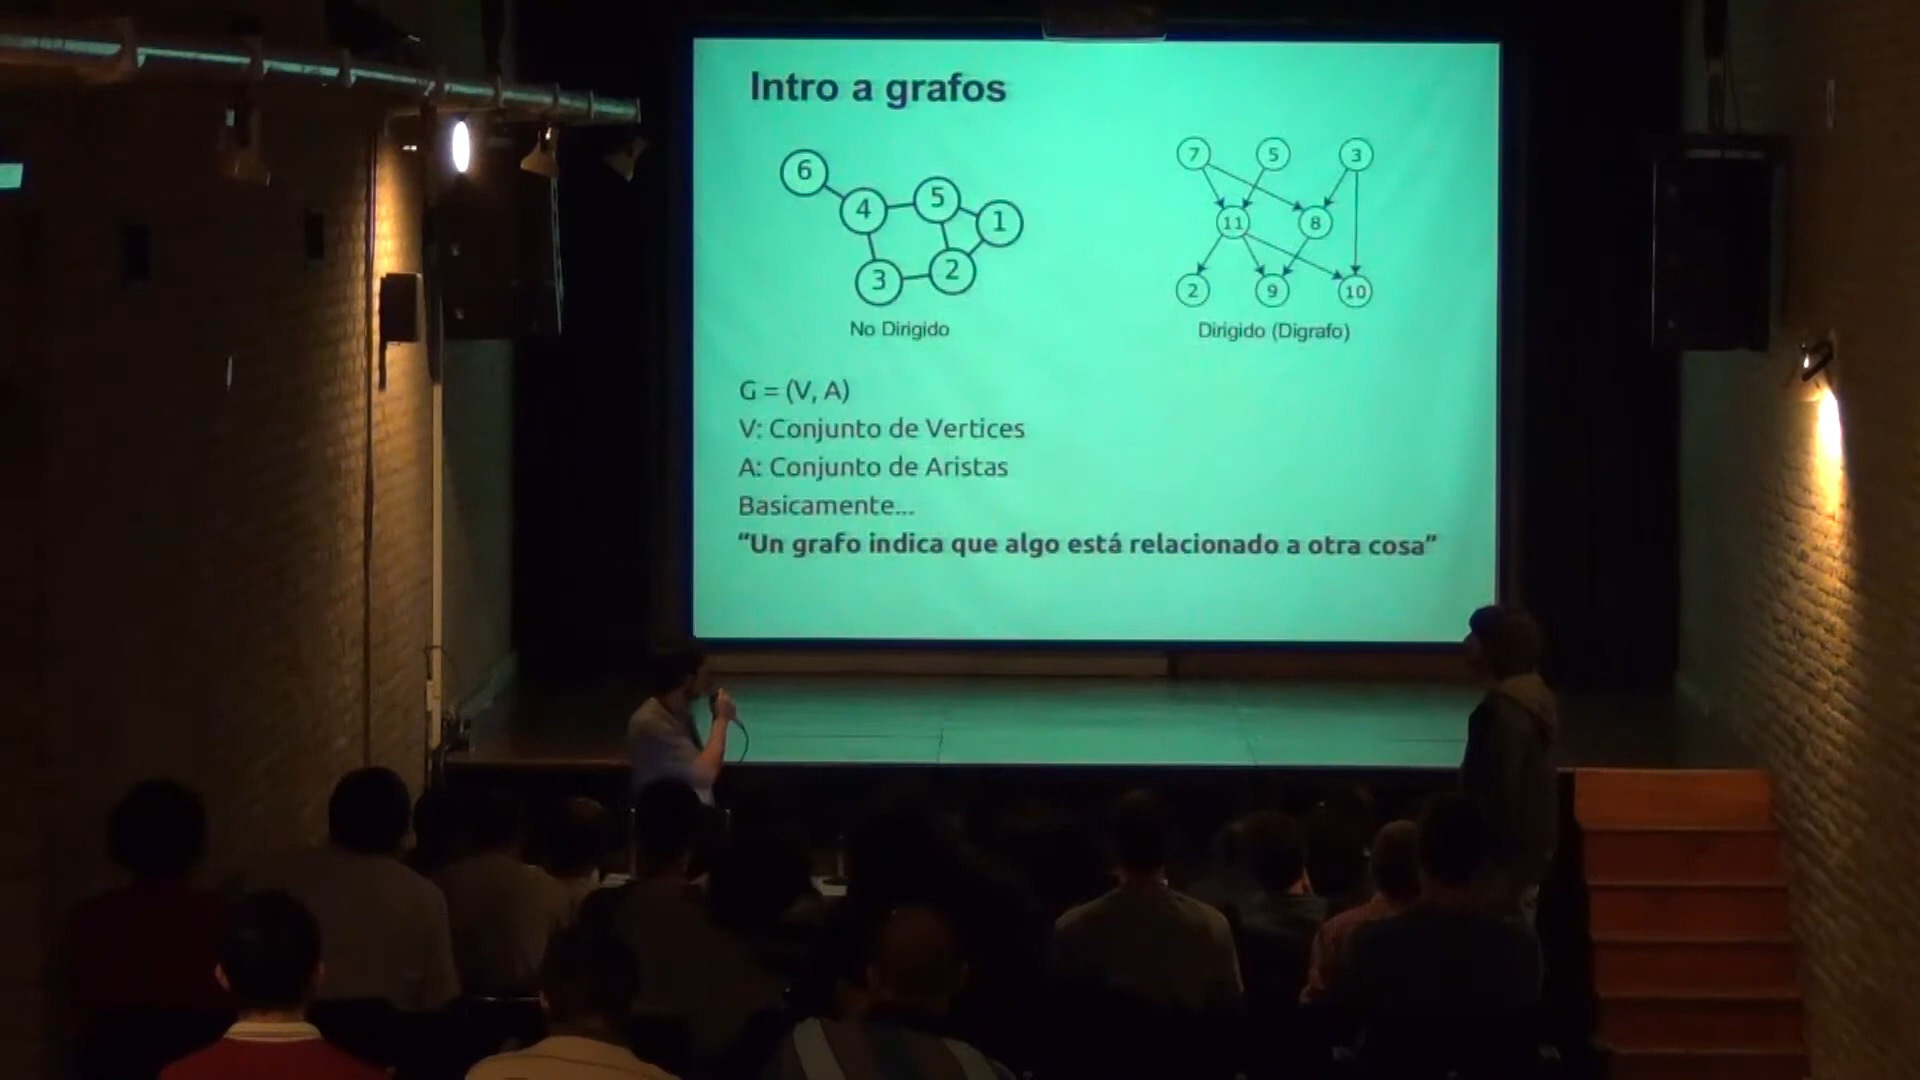 Intro a grafos
6
4
5
1
3
2
No Dirigido
7
5
3
11
8
2
9
10
Dirigido (Digrafo)
G = (V, A)
V: Conjunto de Vertices
A: Conjunto de Aristas
Basicamente...
“Un grafo indica que algo está relacionado a otra cosa”